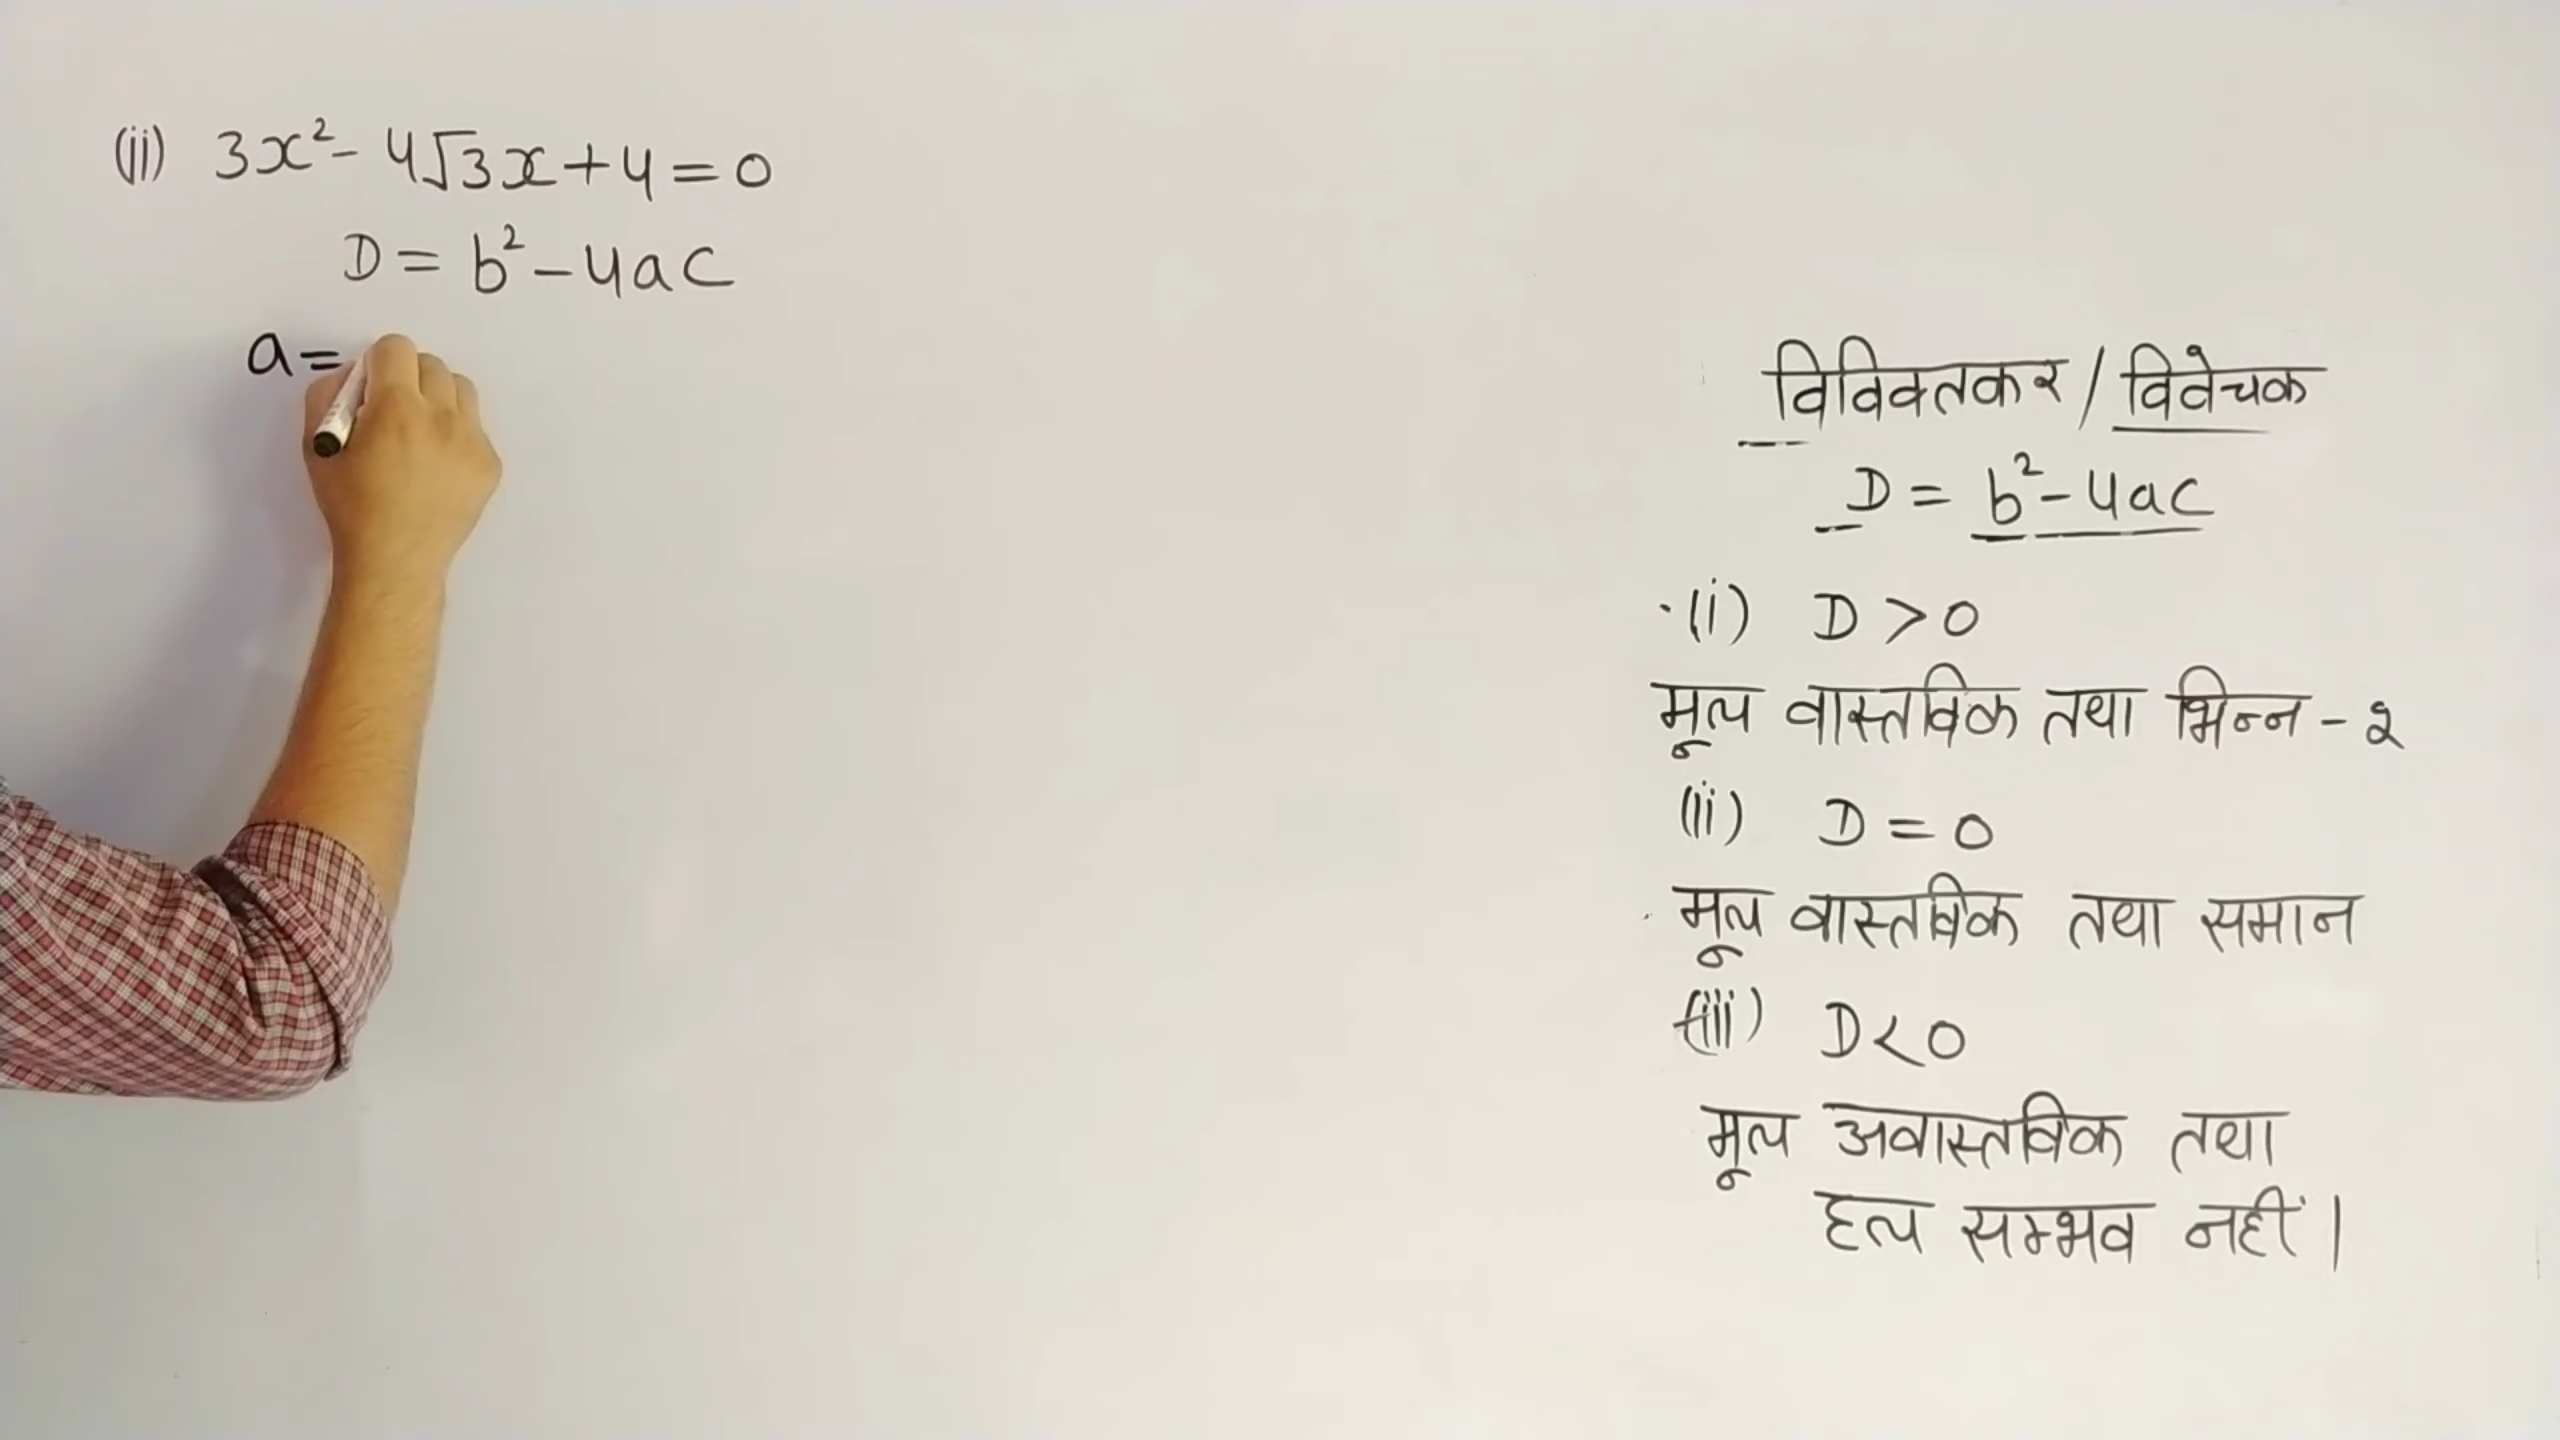 (ii) 3x² - 4√3x + 4 = 0
D = b² - 4ac
a =
विविक्तकर / विवेचक
D = b² - 4ac
(i) D > 0
मूल वास्तविक तथा भिन्न - २
(ii) D = 0
मूल वास्तविक तथा समान
(iii) D < 0
मूल अवास्तविक तथा
हल सम्भव नहीं।